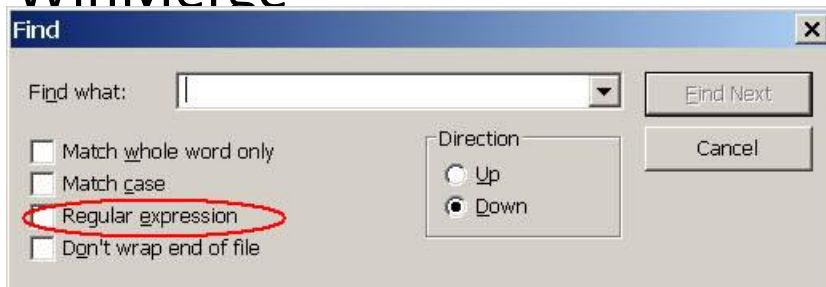 WinMerge
Find
Find what:
Find Next
Match whole word only
Match case
Regular expression
Don't wrap end of file
Direction
Up
Down
Cancel